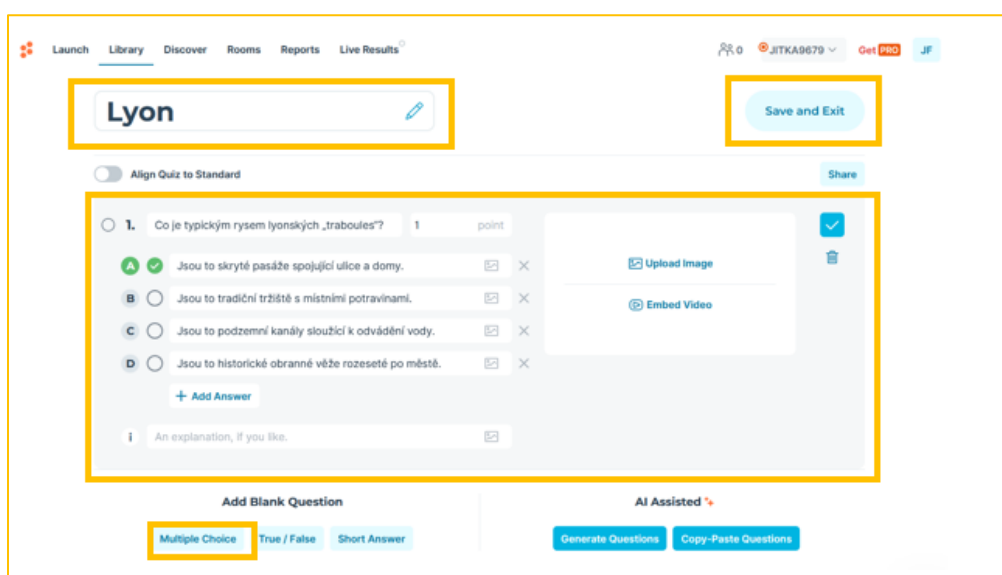 Launch Library Discover Rooms Reports Live Results 0 JITKA9679 Get PRO JF
Lyon
Save and Exit
Align Quiz to Standard
Share
1. Co je typickým rysem lyonských „traboules"? 1 point
A Jsou to skryté pasáže spojující ulice a domy.
B Jsou to tradiční tržiště s místními potravinami.
C Jsou to podzemní kanály sloužící k odvádění vody.
D Jsou to historické obranné věže rozeseté po městě.
Upload Image
Embed Video
+ Add Answer
i An explanation, if you like.
Add Blank Question
Multiple Choice True / False Short Answer
AI Assisted
Generate Questions Copy-Paste Questions